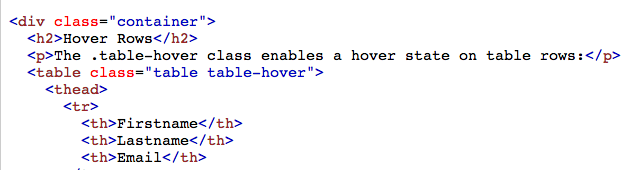 <div class="container">
<h2>Hover Rows</h2>
<p>The .table-hover class enables a hover state on table rows:</p>
<table class="table table-hover">
<thead>
<tr>
<th>Firstname</th>
<th>Lastname</th>
<th>Email</th>